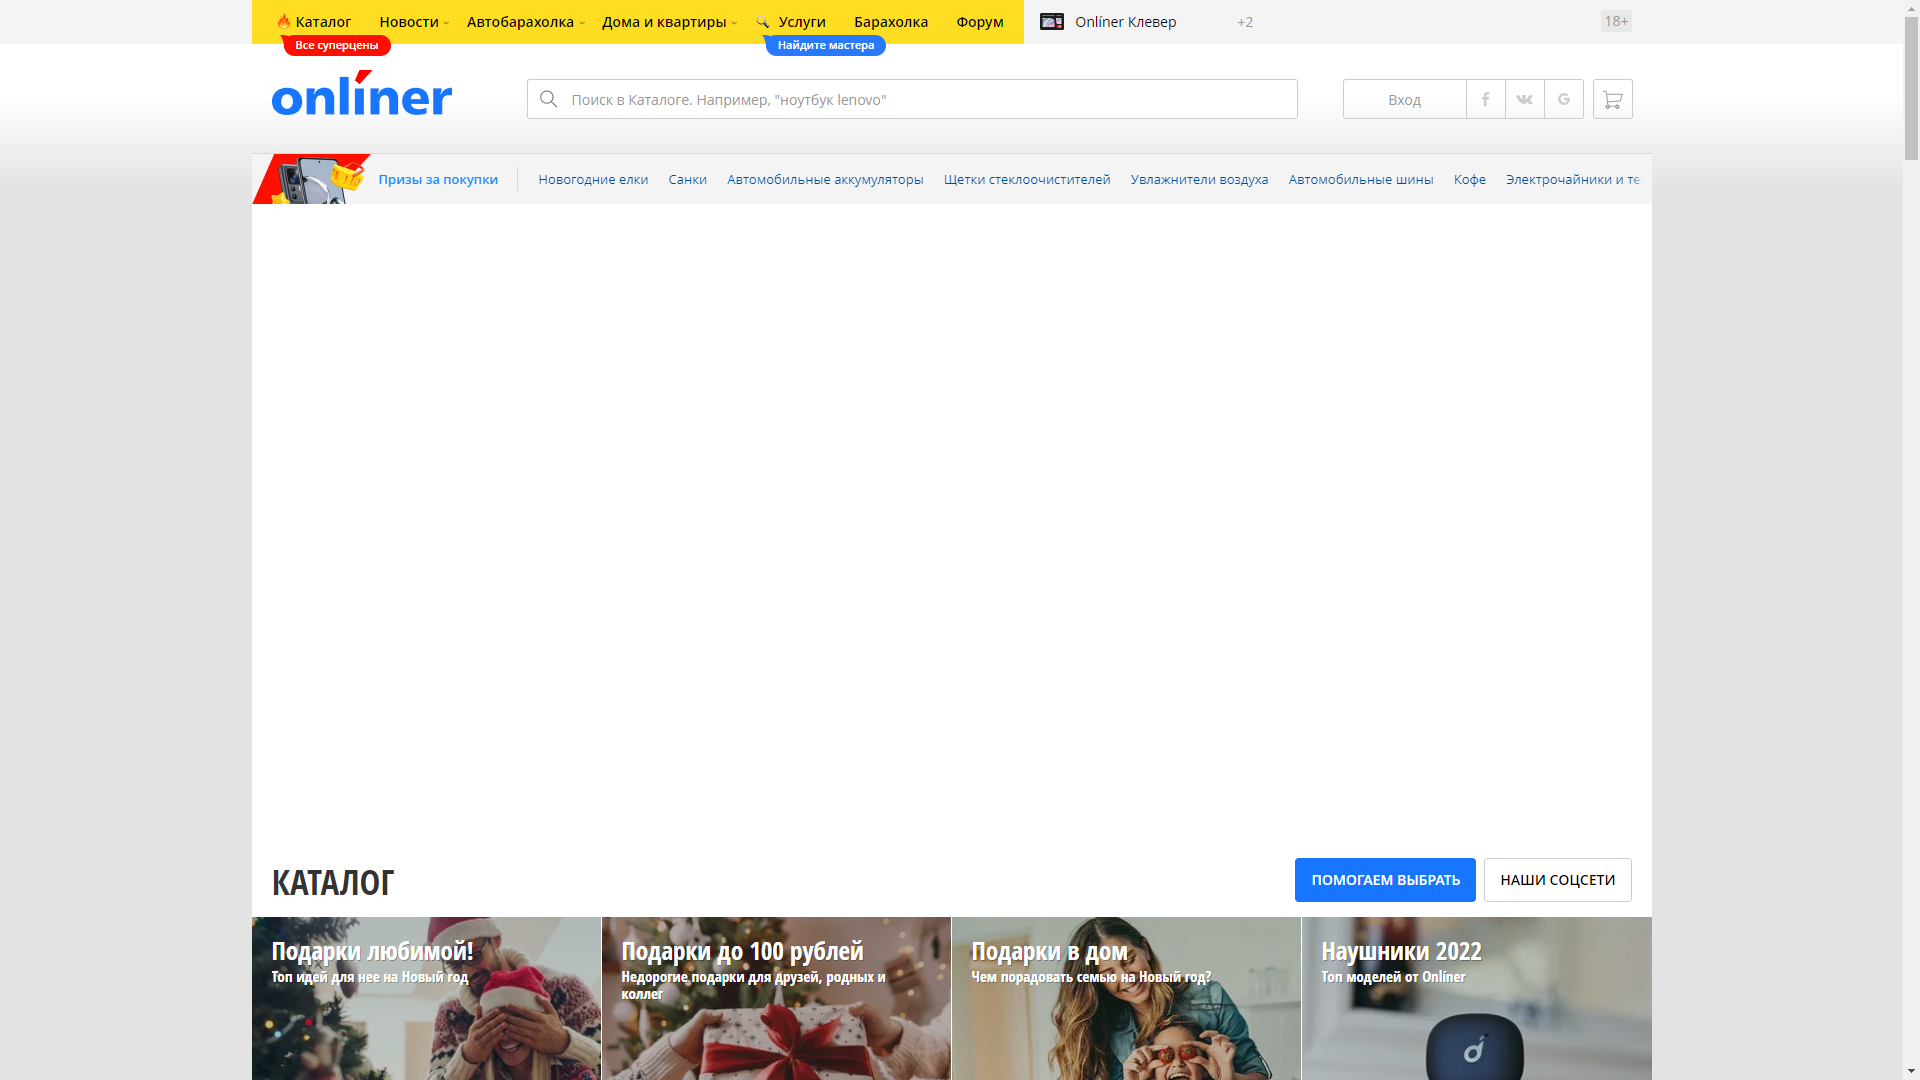 Каталог Новости Автобарахолка Дома и квартиры Услуги Барахолка Форум Onlíner Клевер +2 18+
Все суперцены Найдите мастера
onlíner
Поиск в Каталоге. Например, "ноутбук lenovo"
Вход
Призы за покупки Новогодние елки Санки Автомобильные аккумуляторы Щетки стеклоочистителей Увлажнители воздуха Автомобильные шины Кофе Электрочайники и те
КАТАЛОГ
ПОМОГАЕМ ВЫБРАТЬ НАШИ СОЦСЕТИ
Подарки любимой!
Топ идей для нее на Новый год
Подарки до 100 рублей
Недорогие подарки для друзей, родных и
коллег
Подарки в дом
Чем порадовать семью на Новый год?
Наушники 2022
Топ моделей от Onlíner